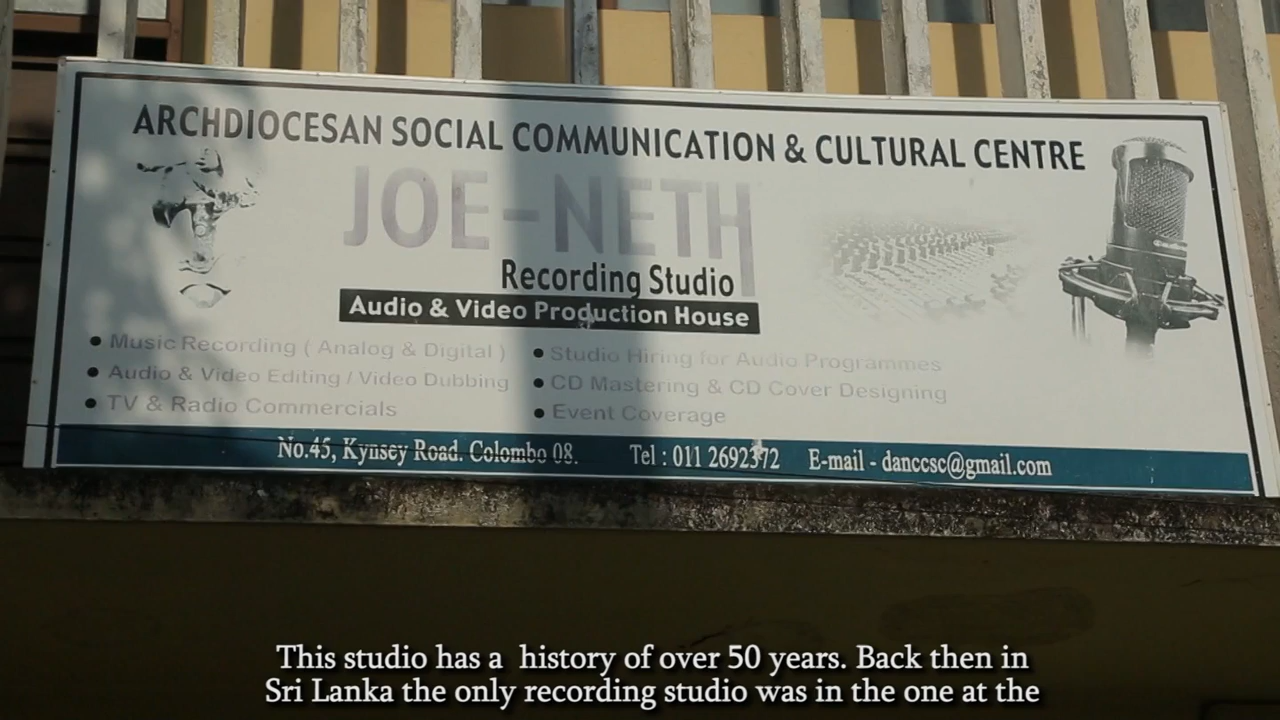 ARCHDIOCESAN SOCIAL COMMUNICATION & CULTURAL CENTRE
JOE-NETH
Recording Studio
Audio & Video Production House
• Music Recording ( Analog & Digital )
• Audio & Video Editing / Video Dubbing
• TV & Radio Commercials
• Studio Hiring for Audio Programmes
• CD Mastering & CD Cover Designing
• Event Coverage
No.45, Kynsey Road. Colombo 08. Tel : 011 2692372 E-mail - danccsc@gmail.com
This studio has a history of over 50 years. Back then in
Sri Lanka the only recording studio was in the one at the